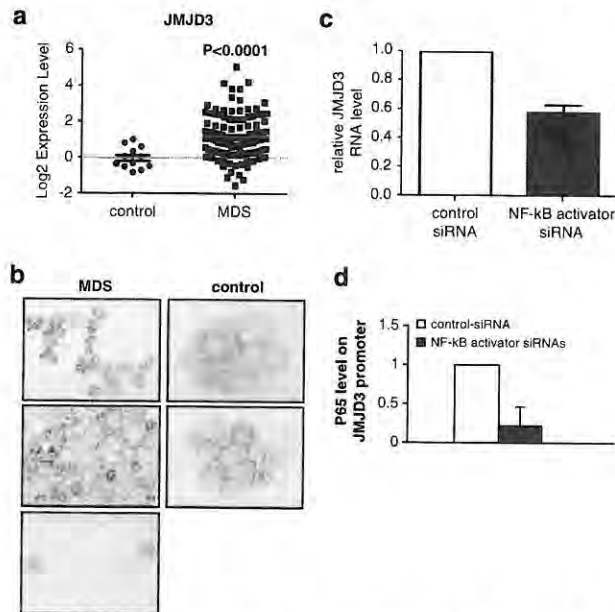 a
JMJD3
P<0.0001
Log2 Expression Level
6
4
2
0
-2
control
MDS
b
MDS
control
c
relative JMJD3
RNA level
1.0
0.8
0.6
0.4
0.2
0.0
control
siRNA
NF-kB activator
siRNA
d
control-siRNA
NF-kB activator siRNAs
P65 level on
JMJD3 promoter
1.5
1
0.5
0